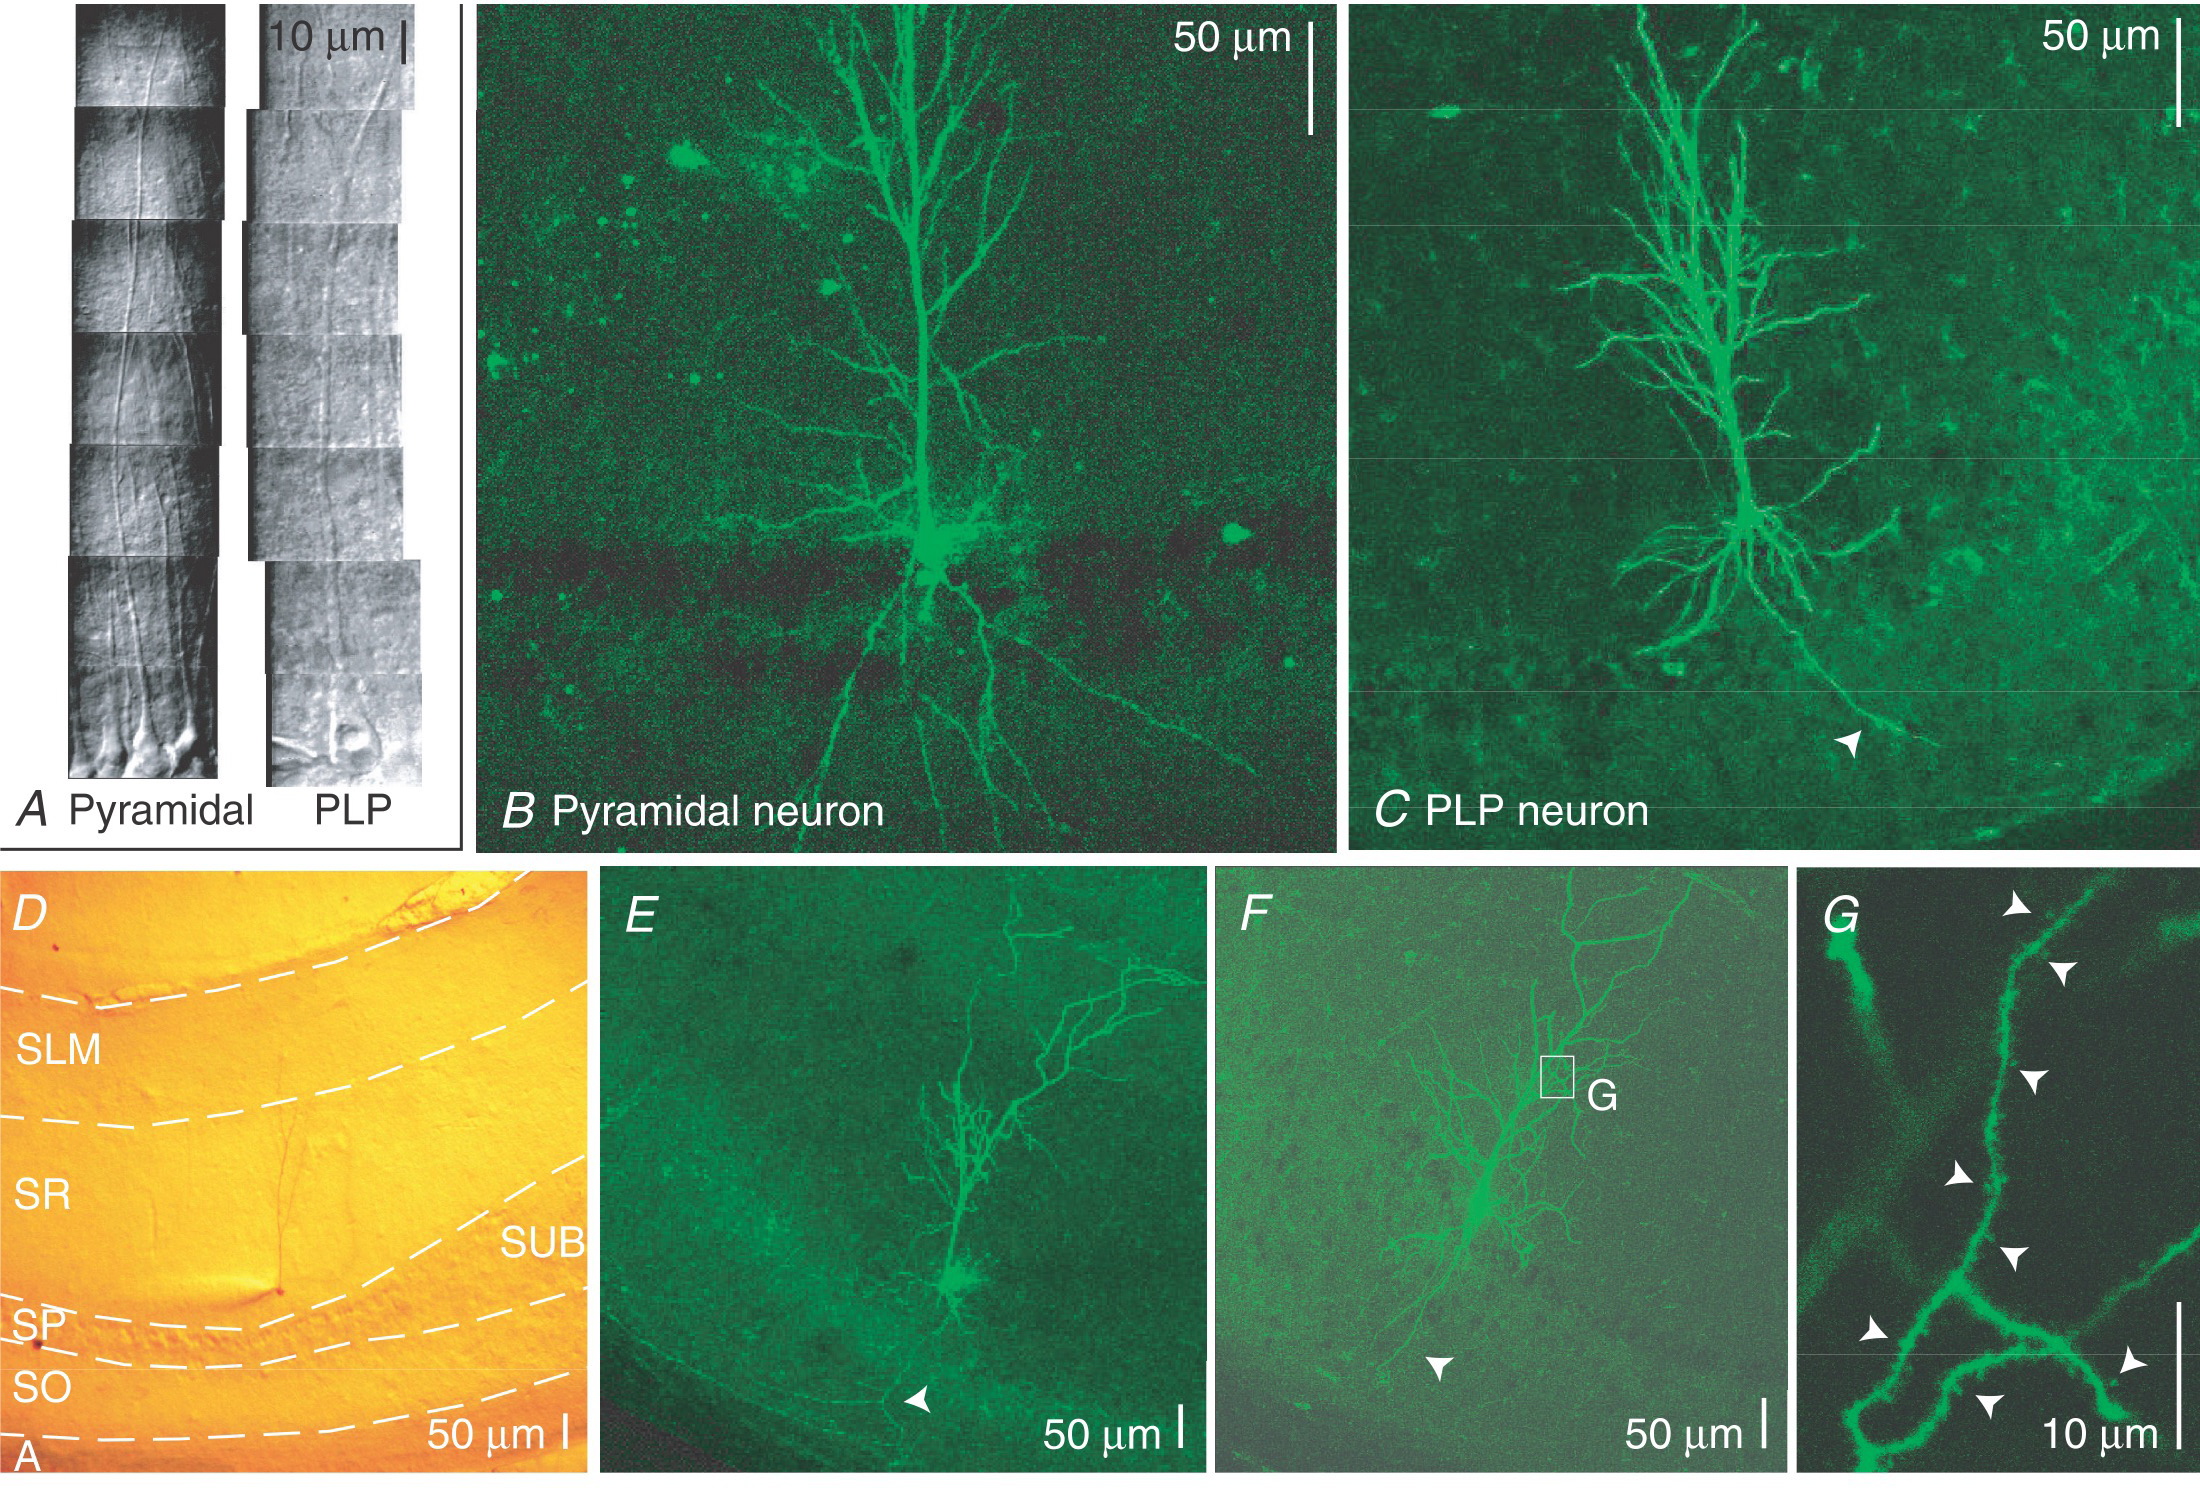 10 μm
A Pyramidal PLP
50 μm
B Pyramidal neuron
50 μm
C PLP neuron
D
SLM
SR
SUB
SP
SO
A
50 μm
E
50 μm
F
G
50 μm
G
10 μm